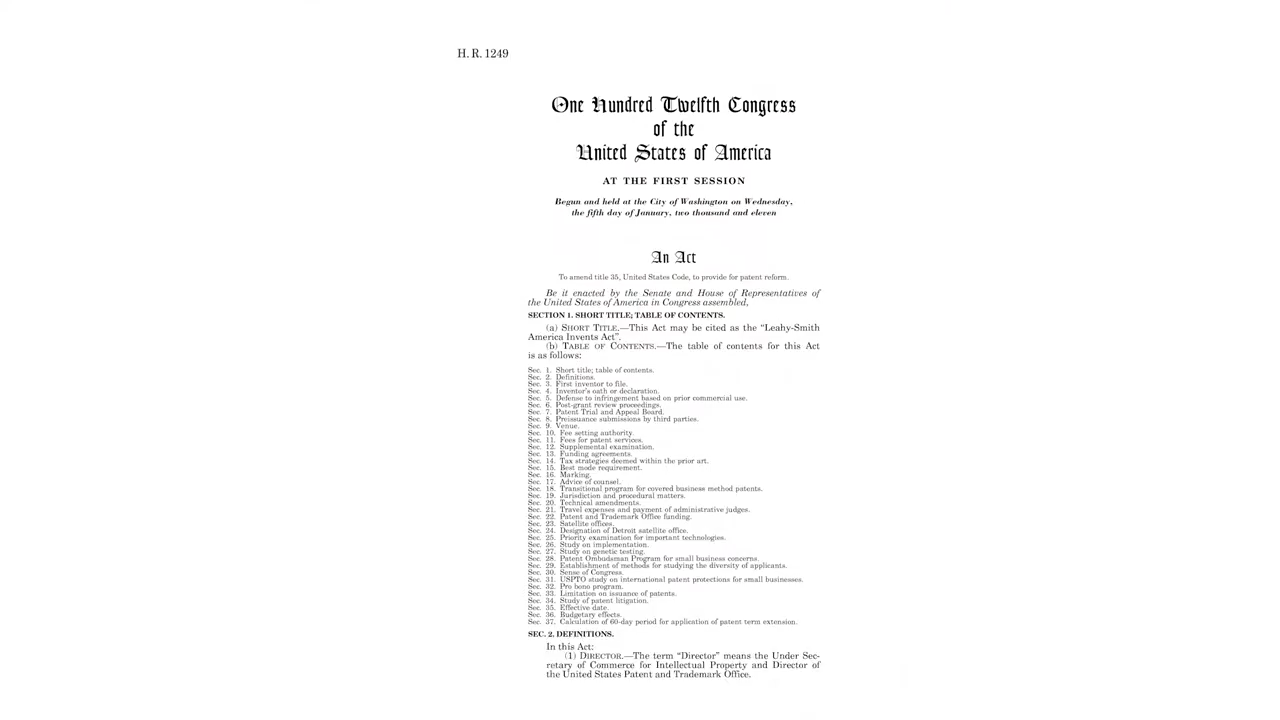 H. R. 1249
One Hundred Twelfth Congress
of the
United States of America
AT THE FIRST SESSION
Begun and held at the City of Washington on Wednesday,
the fifth day of January, two thousand and eleven
An Act
To amend title 35, United States Code, to provide for patent reform.
Be it enacted by the Senate and House of Representatives of
the United States of America in Congress assembled,
SECTION 1. SHORT TITLE; TABLE OF CONTENTS.
(a) SHORT TITLE.—This Act may be cited as the “Leahy-Smith
America Invents Act”.
(b) TABLE OF CONTENTS.—The table of contents for this Act
is as follows:
Sec. 1. Short title; table of contents.
Sec. 2. Definitions.
Sec. 3. First inventor to file.
Sec. 4. Inventor’s oath or declaration.
Sec. 5. Defense to infringement based on prior commercial use.
Sec. 6. Post-grant review proceedings.
Sec. 7. Patent Trial and Appeal Board.
Sec. 8. Preissuance submissions by third parties.
Sec. 9. Venue.
Sec. 10. Fee setting authority.
Sec. 11. Fees for patent services.
Sec. 12. Supplemental examination.
Sec. 13. Funding agreements.
Sec. 14. Tax strategies deemed within the prior art.
Sec. 15. Best mode requirement.
Sec. 16. Marking.
Sec. 17. Advice of counsel.
Sec. 18. Transitional program for covered business method patents.
Sec. 19. Jurisdiction and procedural matters.
Sec. 20. Technical amendments.
Sec. 21. Travel expenses and payment of administrative judges.
Sec. 22. Patent and Trademark Office funding.
Sec. 23. Satellite offices.
Sec. 24. Designation of Detroit satellite office.
Sec. 25. Priority examination for important technologies.
Sec. 26. Study on implementation.
Sec. 27. Study on genetic testing.
Sec. 28. Patent Ombudsman Program for small business concerns.
Sec. 29. Establishment of methods for studying the diversity of applicants.
Sec. 30. Sense of Congress.
Sec. 31. USPTO study on international patent protections for small businesses.
Sec. 32. Pro bono program.
Sec. 33. Limitation on issuance of patents.
Sec. 34. Study of patent litigation.
Sec. 35. Effective date.
Sec. 36. Budgetary effects.
Sec. 37. Calculation of 60-day period for application of patent term extension.
SEC. 2. DEFINITIONS.
In this Act:
(1) DIRECTOR.—The term “Director” means the Under Sec-
retary of Commerce for Intellectual Property and Director of
the United States Patent and Trademark Office.